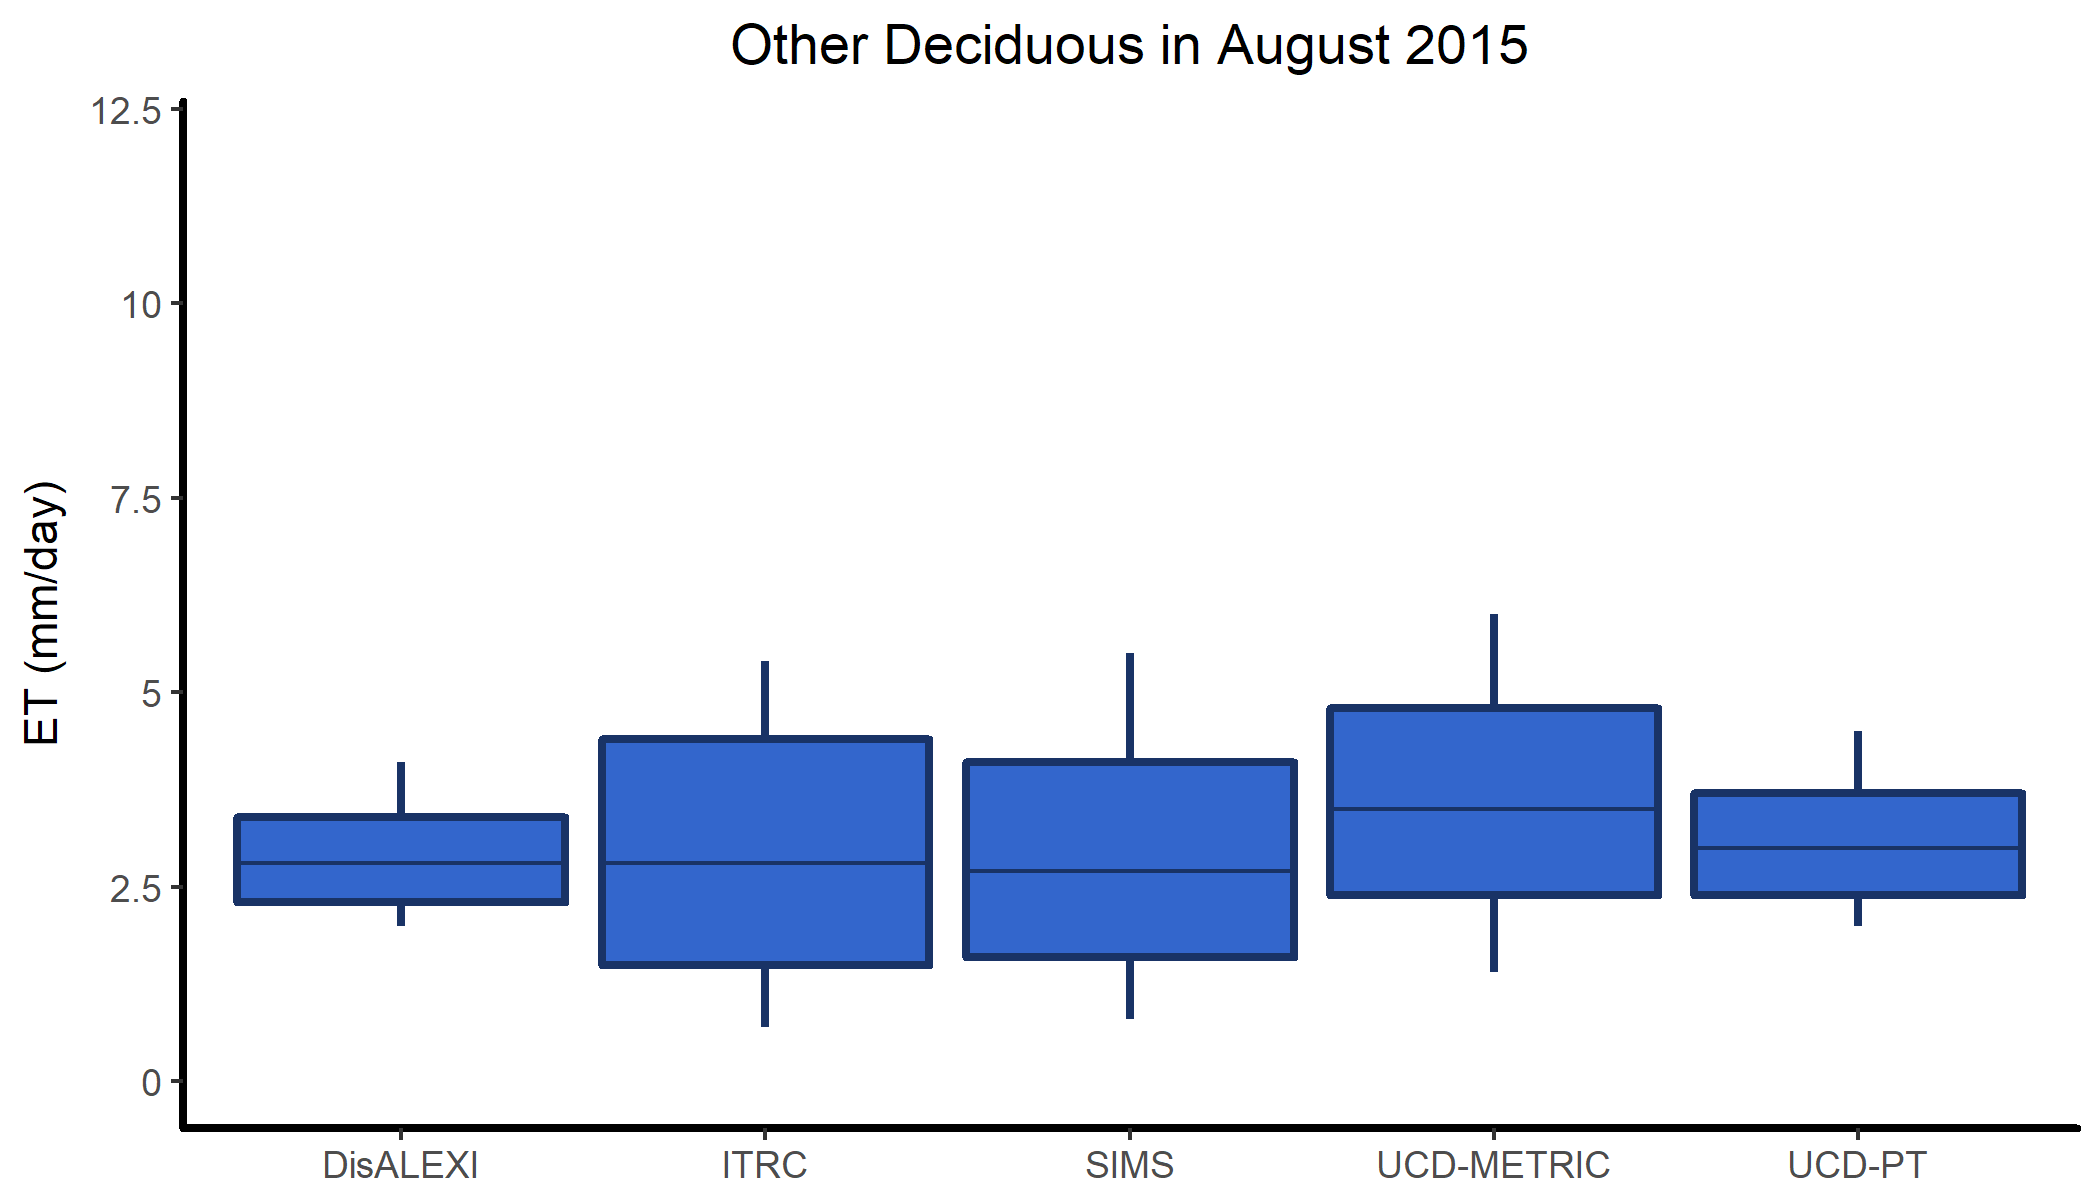 Other Deciduous in August 2015
12.5
10
7.5
5
2.5
0
ET (mm/day)
DisALEXI ITRC SIMS UCD-METRIC UCD-PT